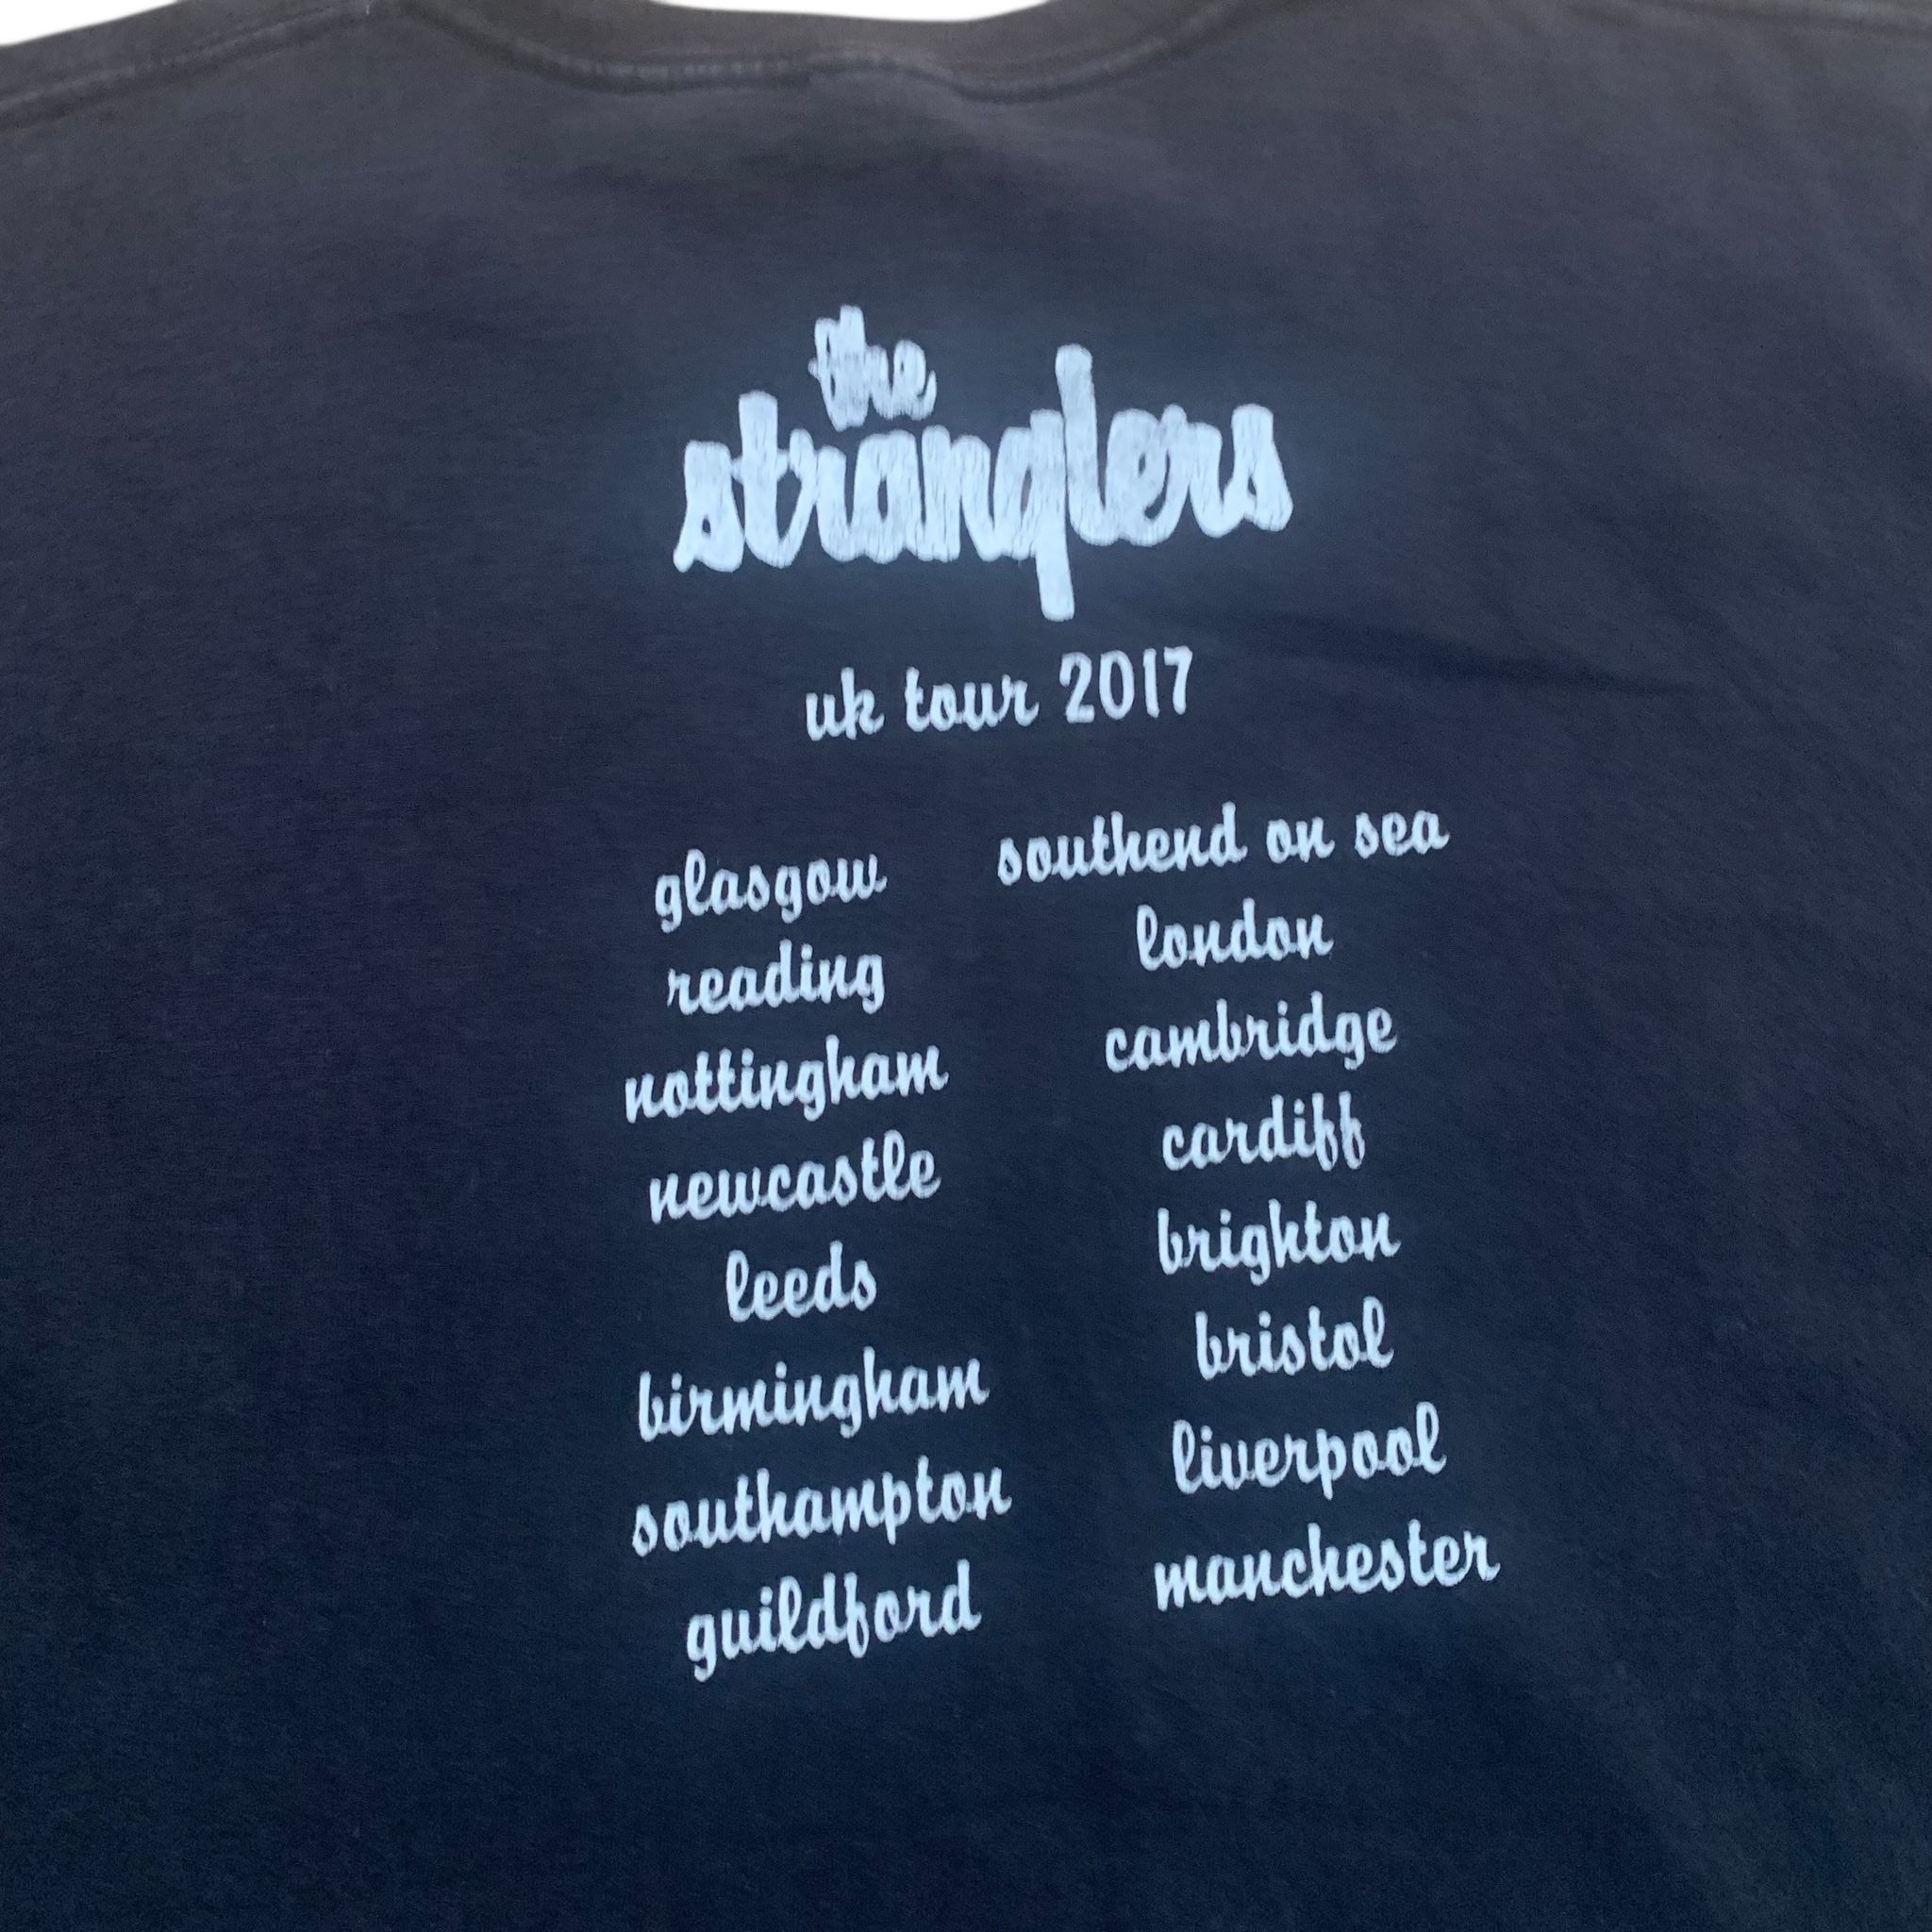 the
stranglers
uk tour 2017
glasgow
reading
nottingham
newcastle
leeds
birmingham
southampton
guildford
southend on sea
london
cambridge
cardiff
brighton
bristol
liverpool
manchester